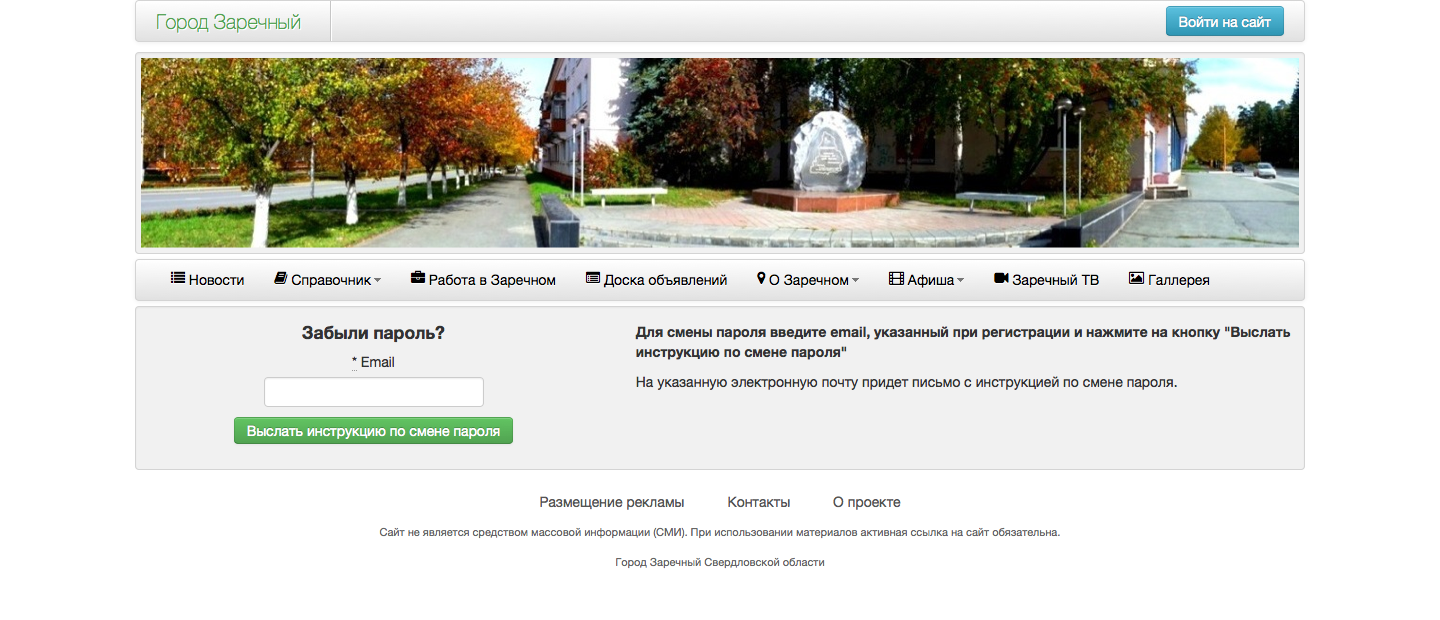 Город Заречный
Войти на сайт
Новости Справочник Работа в Заречном Доска объявлений О Заречном Афиша Заречный ТВ Галлерея
Забыли пароль?
* Email
Выслать инструкцию по смене пароля
Для смены пароля введите email, указанный при регистрации и нажмите на кнопку "Выслать
инструкцию по смене пароля"
На указанную электронную почту придет письмо с инструкцией по смене пароля.
Размещение рекламы Контакты О проекте
Сайт не является средством массовой информации (СМИ). При использовании материалов активная ссылка на сайт обязательна.
Город Заречный Свердловской области